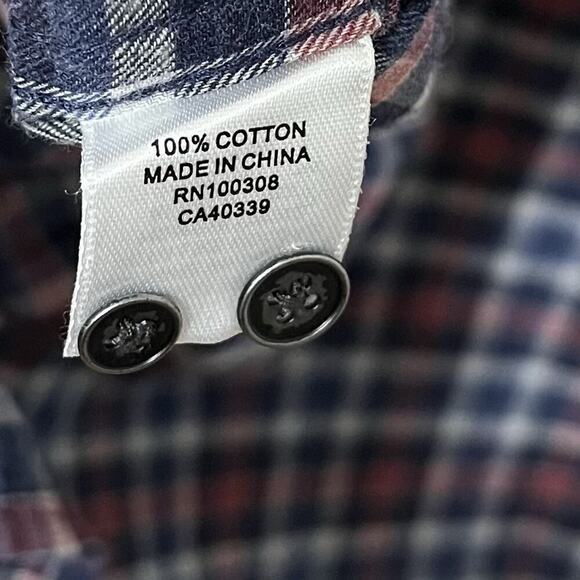 100% COTTON
MADE IN CHINA
RN100308
CA40339